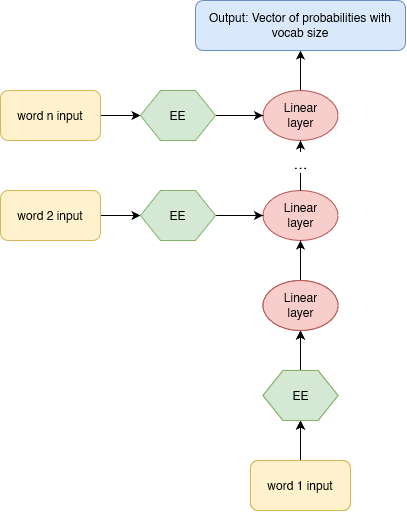 Output: Vector of probabilities with
vocab size
word n input
EE
Linear
layer
...
word 2 input
EE
Linear
layer
Linear
layer
EE
word 1 input